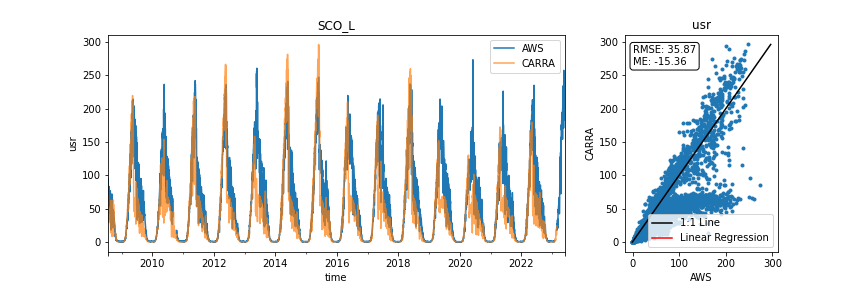 SCO_L
usr
AWS
CARRA
300
250
200
150
100
50
0
usr
2010
2012
2014
2016
2018
2020
2022
time
RMSE: 35.87
ME: -15.36
300
250
200
150
100
50
0
CARRA
1:1 Line
Linear Regression
0
100
200
300
AWS